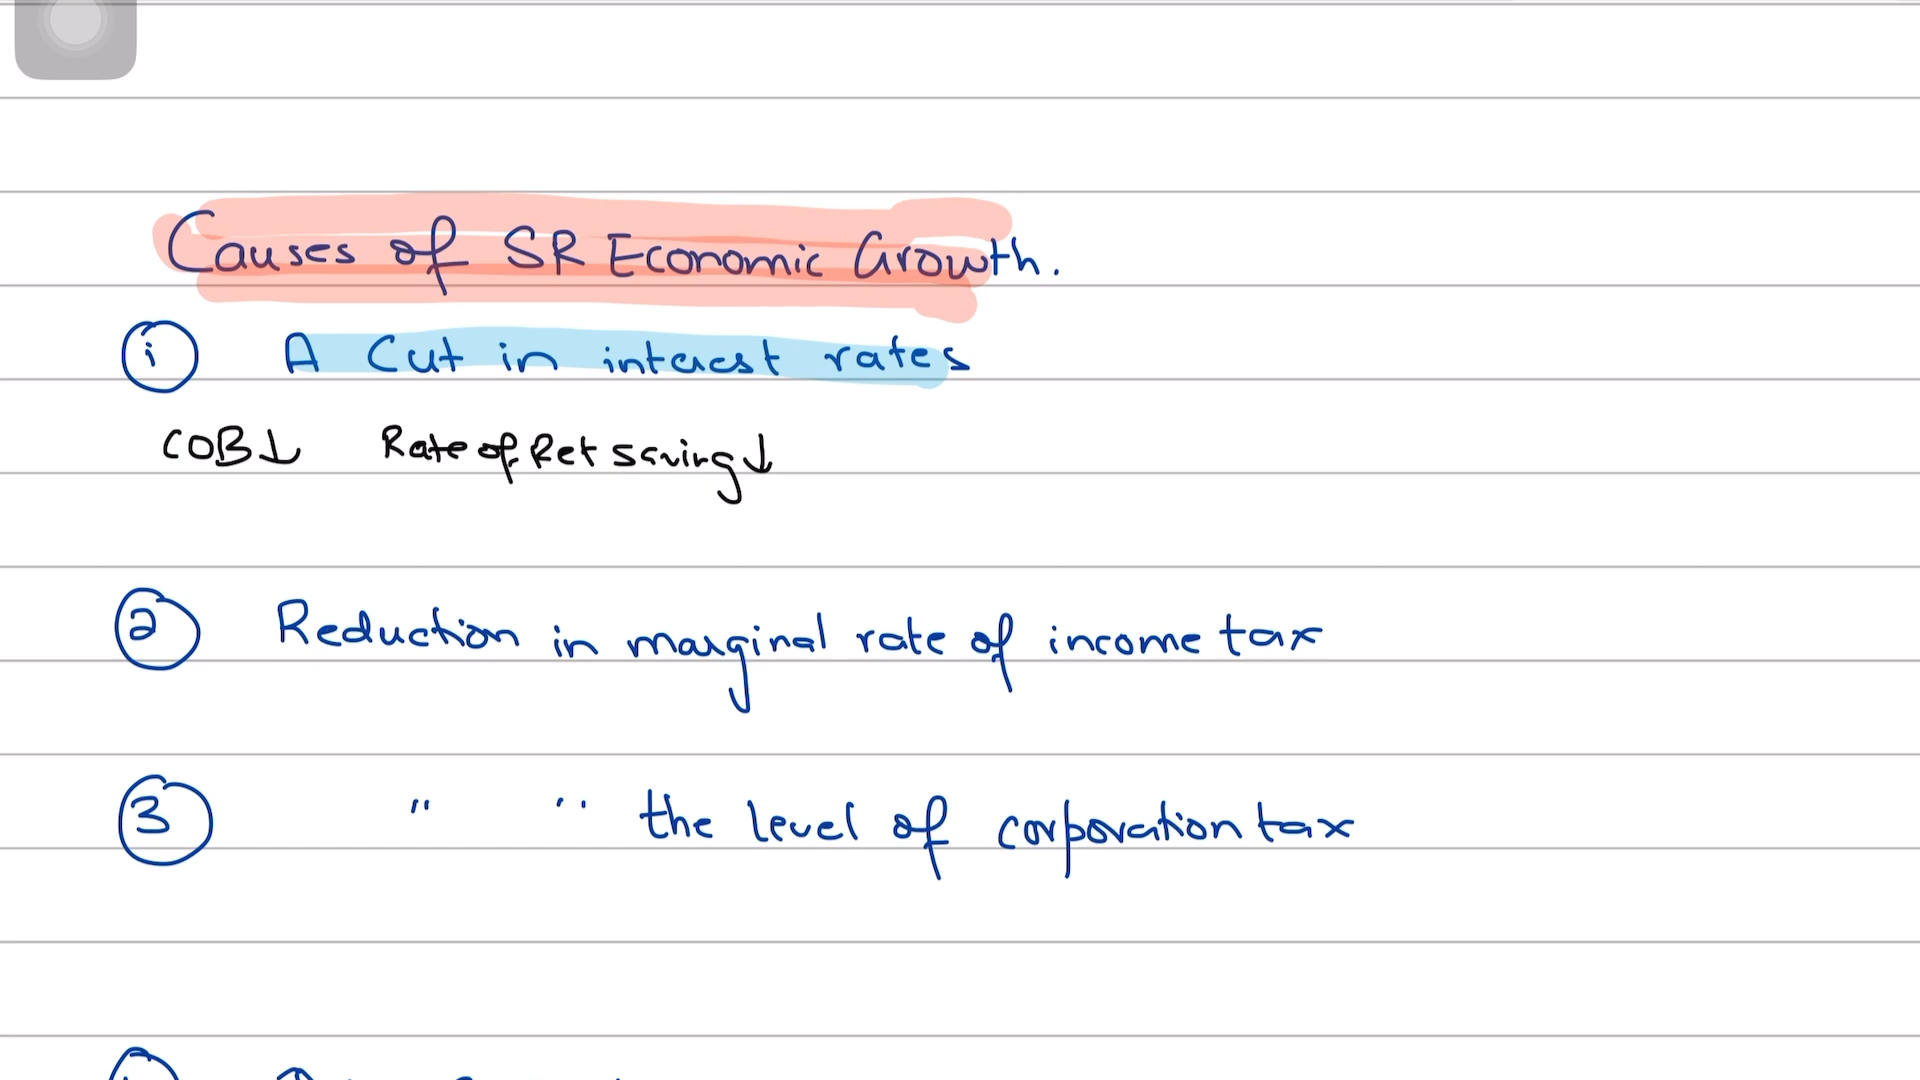 Causes of SR Economic Growth.
i A Cut in interest rates
COB↓ Rate of Ret saving↓
2 Reduction in marginal rate of income tax
3 " " the level of corporation tax